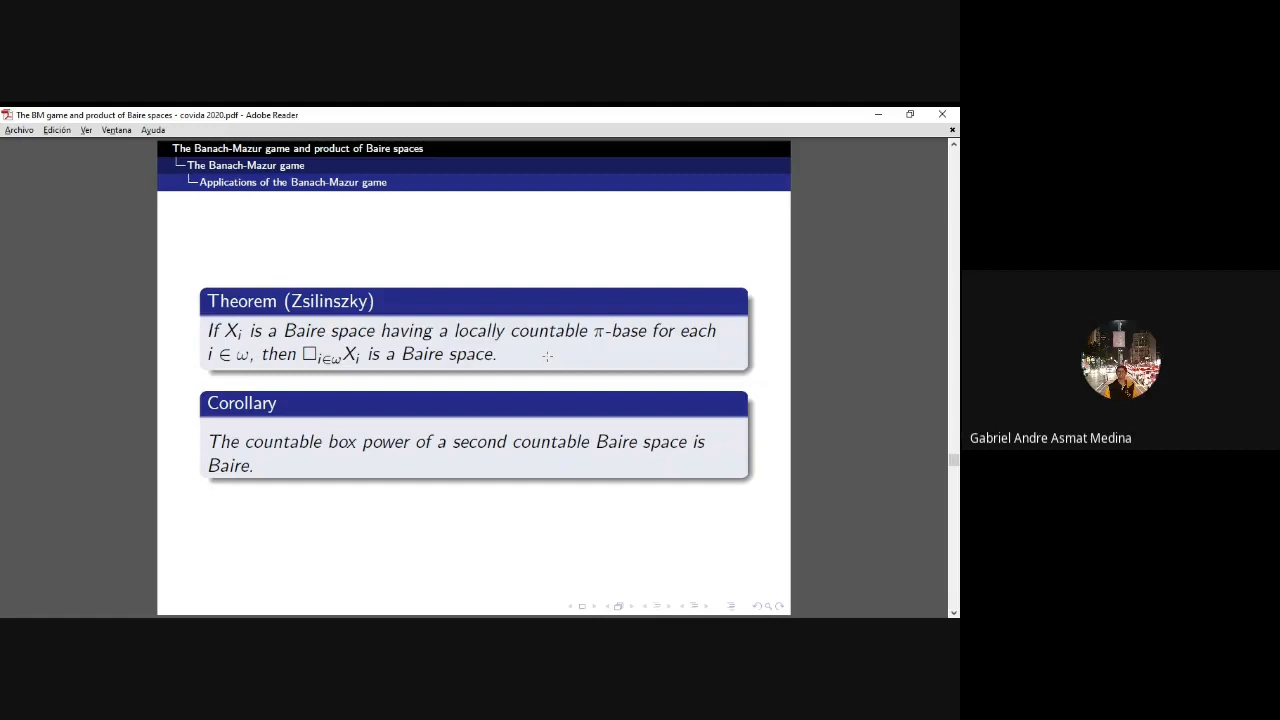 The BM game and product of Baire spaces - covida 2020.pdf - Adobe Reader
Archivo Edición Ver Ventana Ayuda
The Banach-Mazur game and product of Baire spaces
The Banach-Mazur game
Applications of the Banach-Mazur game
Theorem (Zsilinszky)
If Xᵢ is a Baire space having a locally countable π-base for each
i ∈ ω, then □ᵢ∈ωXᵢ is a Baire space.
Corollary
The countable box power of a second countable Baire space is
Baire.
Gabriel Andre Asmat Medina